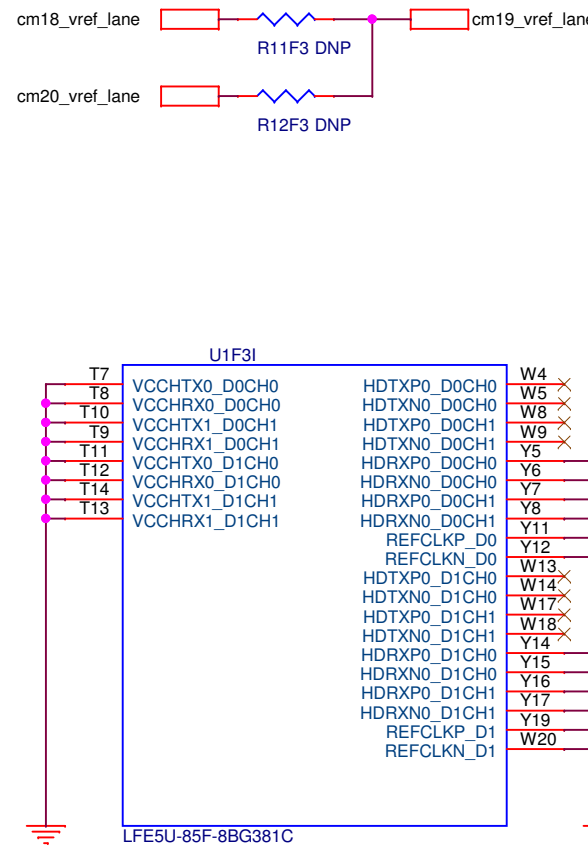 cm18_vref_lane
cm19_vref_lane
R11F3 DNP
cm20_vref_lane
R12F3 DNP
U1F3I
T7 VCCHTX0_D0CH0 HDTXP0_D0CH0 W4
T8 VCCHRX0_D0CH0 HDTXN0_D0CH0 W5
T10 VCCHTX1_D0CH1 HDTXP0_D0CH1 W8
T9 VCCHRX1_D0CH1 HDTXN0_D0CH1 W9
T11 VCCHTX0_D1CH0 HDRXP0_D0CH0 Y5
T12 VCCHRX0_D1CH0 HDRXN0_D0CH0 Y6
T14 VCCHTX1_D1CH1 HDRXP0_D0CH1 Y7
T13 VCCHRX1_D1CH1 HDRXN0_D0CH1 Y8
REFCLKP_D0 Y11
REFCLKN_D0 Y12
HDTXP0_D1CH0 W13
HDTXN0_D1CH0 W14
HDTXP0_D1CH1 W17
HDTXN0_D1CH1 W18
HDRXP0_D1CH0 Y14
HDRXN0_D1CH0 Y15
HDRXP0_D1CH1 Y16
HDRXN0_D1CH1 Y17
REFCLKP_D1 Y19
REFCLKN_D1 W20
LFE5U-85F-8BG381C